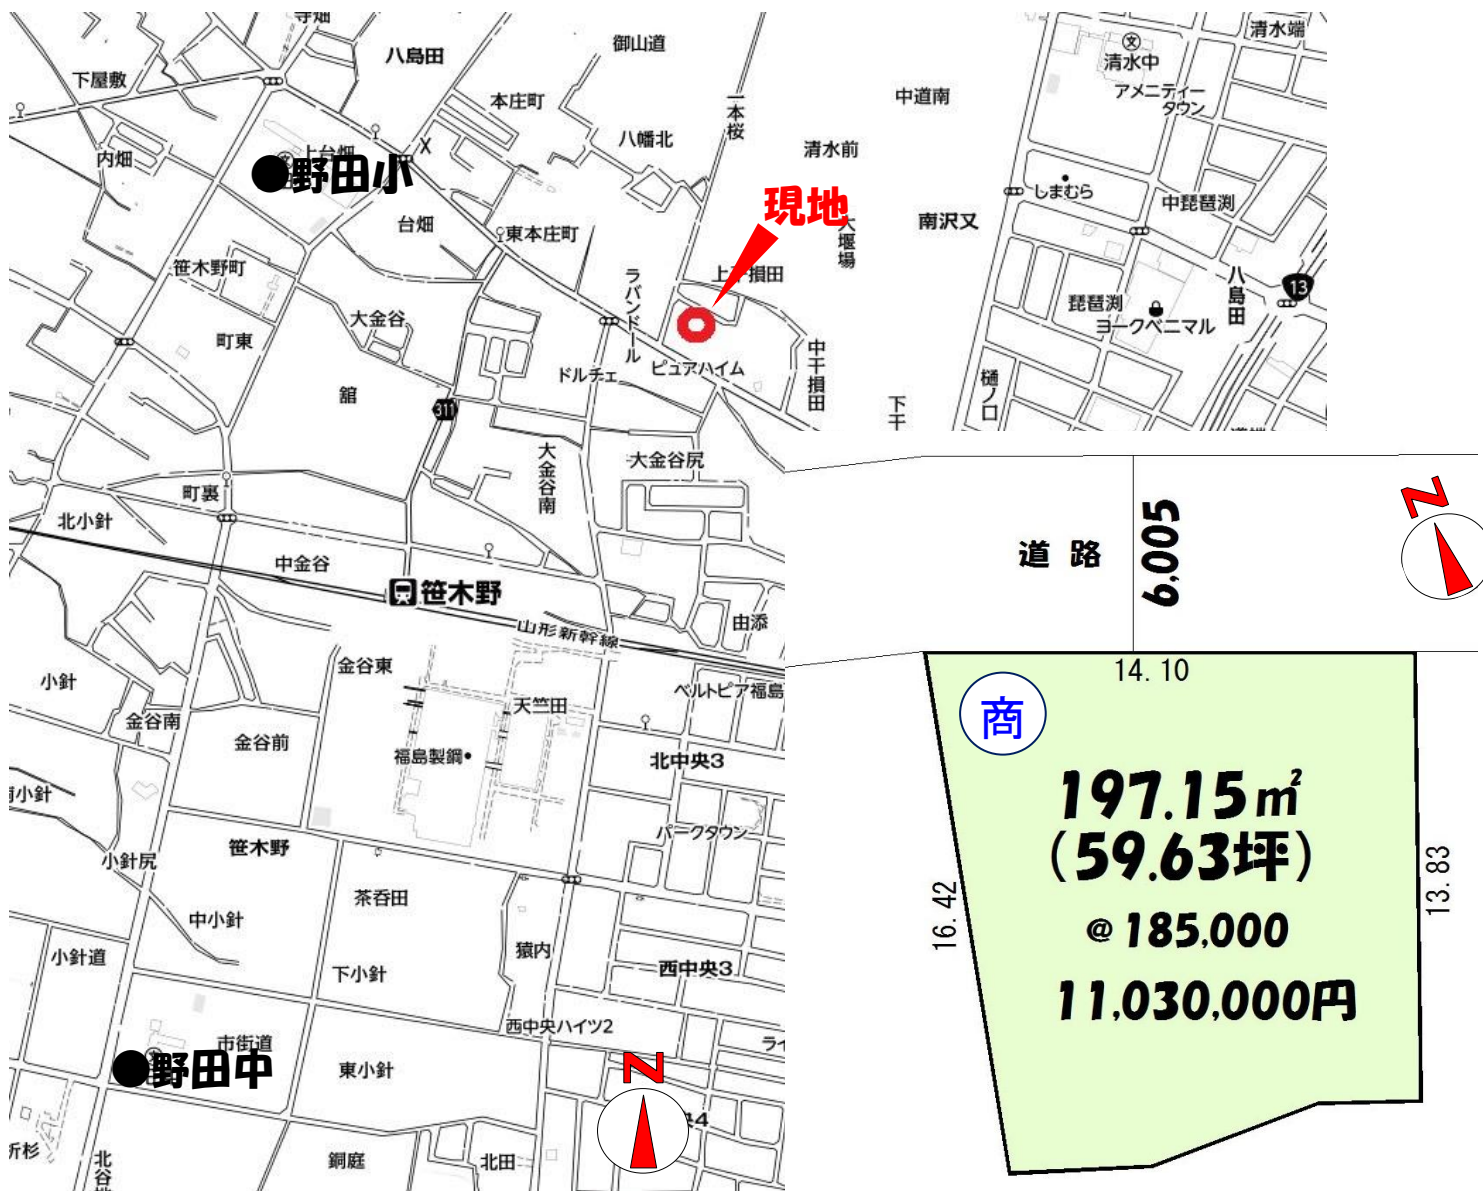 寺畑
八島田
下屋敷
御山道
本庄町
八幡北
一本桜
中道南
清水前
清水端
文
清水中
アメニティータウン
しまむら
中琵琶渕
南沢又
八島田
13
琵琶渕
ヨークベニマル
樋ノ口
内畑
上台畑
●野田小
X
台畑
東本庄町
現地
大堰場
上干損田
笹木野町
大金谷
町東
舘
ラバンドール
ドルチェ
ピュアハイム
中干損田
下干
311
大金谷南
大金谷尻
町裏
北小針
中金谷
笹木野
山形新幹線
由添
小針
金谷東
金谷南
金谷前
天竺田
ベルトピア福島
福島製鋼
北中央3
小針
パークタウン
小針尻
笹木野
茶呑田
中小針
猿内
小針道
下小針
西中央3
西中央ハイツ2
市街道
●野田中
東小針
N
4
銅庭
北田
北谷地
道路
6,005
N
14.10
商
197.15㎡
(59.63坪)
@185,000
11,030,000円
16.42
13.83